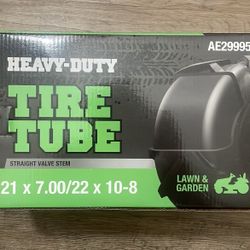 AE29995
HEAVY-DUTY
TIRE
TUBE
STRAIGHT VALVE STEM
21 x 7.00/22 x 10-8
LAWN &
GARDEN